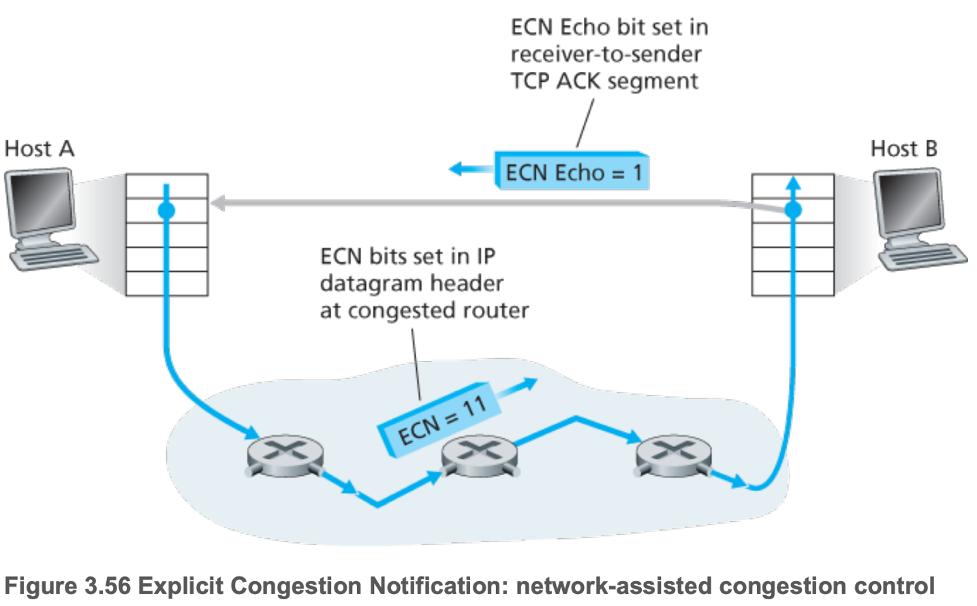 ECN Echo bit set in
receiver-to-sender
TCP ACK segment
Host A
Host B
ECN Echo = 1
ECN bits set in IP
datagram header
at congested router
ECN = 11
Figure 3.56 Explicit Congestion Notification: network-assisted congestion control